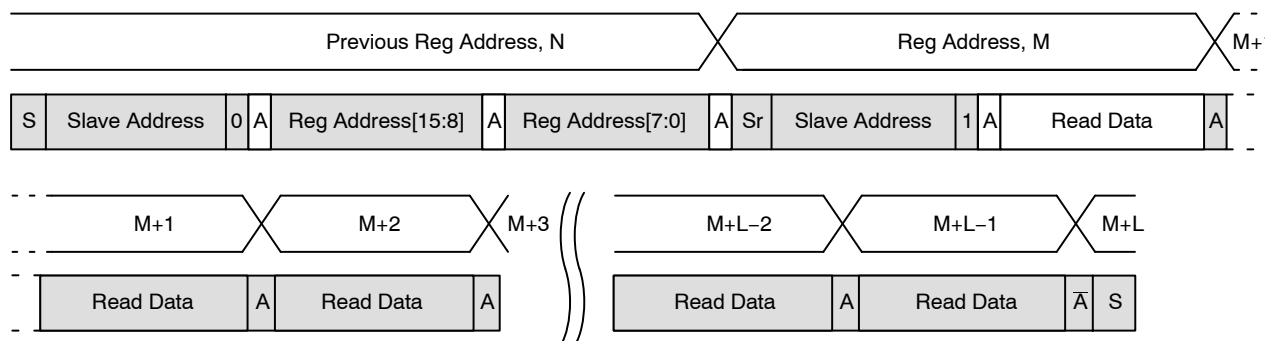 Previous Reg Address, N Reg Address, M M+1
S Slave Address 0 A Reg Address[15:8] A Reg Address[7:0] A Sr Slave Address 1 A Read Data A
M+1 M+2 M+3 M+L−2 M+L−1 M+L
Read Data A Read Data A Read Data A Read Data A̅ S